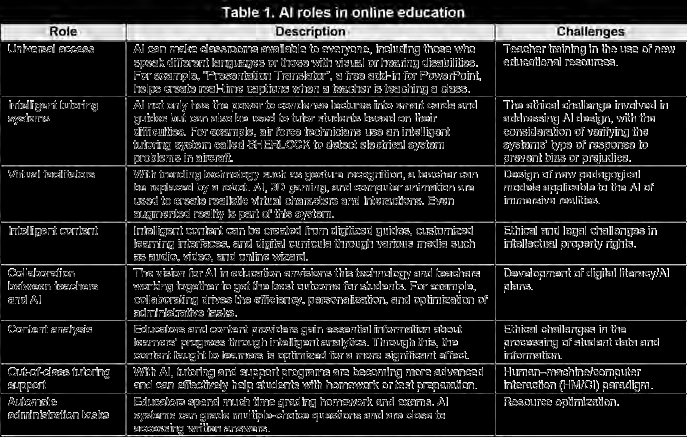 Table 1. AI roles in online education
Role Description Challenges
Universal access AI can make classrooms available to everyone, including those who Teacher training in the use of new
speak different languages or those with visual or hearing disabilities. educational resources.
For example, "Presentation Translator", a free add-in for PowerPoint,
helps create real-time captions when a teacher is teaching a class.
Intelligent tutoring AI not only has the power to condense lectures into smart cards and The ethical challenge involved in
systems guides but can also be used to tutor students based on their addressing AI design, with the
difficulties. For example, air force technicians use an intelligent consideration of verifying the
tutoring system called SHERLOCK to detect electrical system systems' type of response to
problems in aircraft. prevent bias or prejudices.
Virtual facilitators With trending technology such as gesture recognition, a teacher can Design of new pedagogical
be replaced by a robot. AI, 3D gaming, and computer animation are models applicable to the AI of
used to create realistic virtual characters and interactions. Even immersive realities.
augmented reality is part of this system.
Intelligent content Intelligent content can be created from digitized guides, customized Ethical and legal challenges in
learning interfaces, and digital curricula through various media such intellectual property rights.
as audio, video, and online wizard.
Collaboration The vision for AI in education envisions this technology and teachers Development of digital literacy/AI
between teachers working together to get the best outcome for students. For example, plans.
and AI collaborating drives the efficiency, personalization, and optimization of
administrative tasks.
Content analysis Educators and content providers gain essential information about Ethical challenges in the
learners' progress through intelligent analytics. Through this, the processing of student data and
content taught to learners is optimized for a more significant effect. information.
Out-of-class tutoring With AI, tutoring and support programs are becoming more advanced Human–machine/computer
support and can effectively help students with homework or test preparation. interaction (HM/CI) paradigm.
Automate Educators spend much time grading homework and exams. AI Resource optimization.
administration tasks systems can grade multiple-choice questions and are close to
assessing written answers.